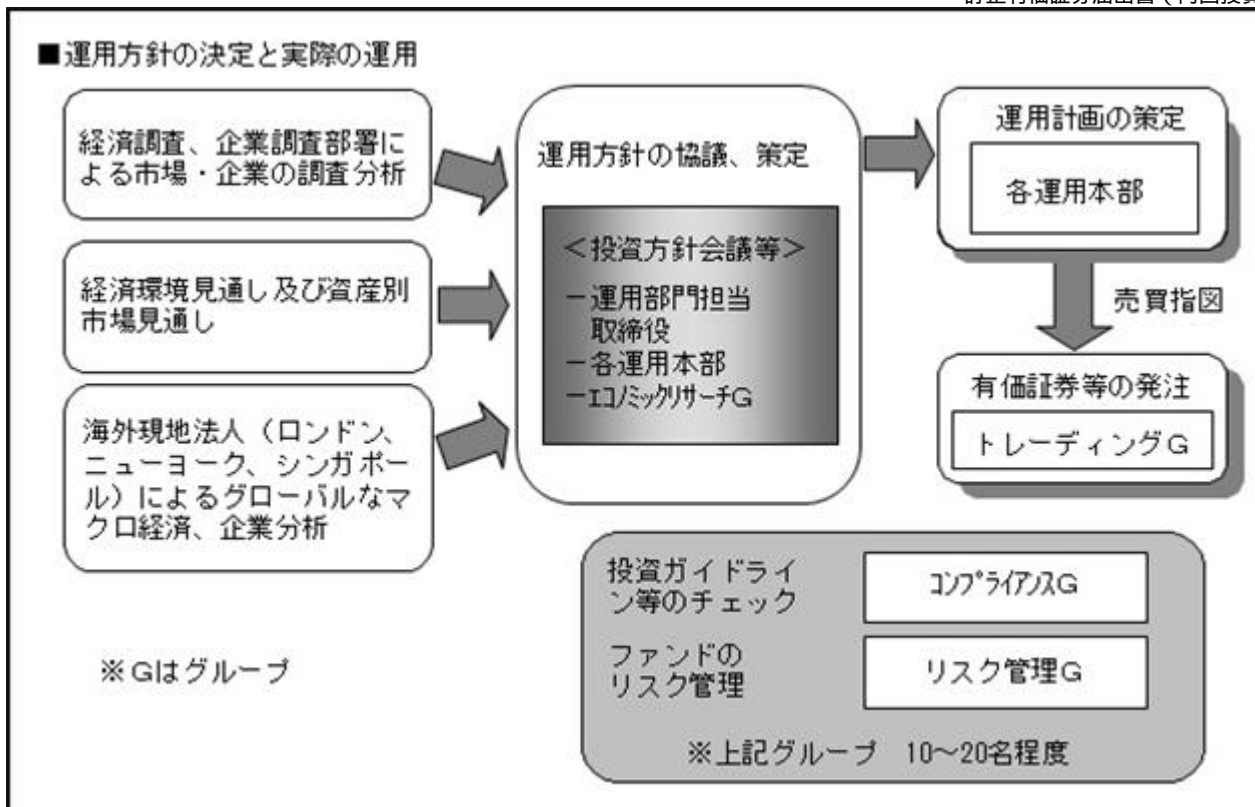 ■運用方針の決定と実際の運用
経済調査、企業調査部署に
よる市場・企業の調査分析
経済環境見通し及び資産別
市場見通し
海外現地法人（ロンドン、
ニューヨーク、シンガポー
ル）によるグローバルなマ
クロ経済、企業分析
運用方針の協議、策定
＜投資方針会議等＞
－運用部門担当
取締役
－各運用本部
－ｴｺﾉﾐｯｸﾘｻｰﾁG
運用計画の策定
各運用本部
売買指図
有価証券等の発注
トレーディングＧ
投資ガイドライ
ン等のチェック
ｺﾝﾌﾟﾗｲｱﾝｽG
ファンドの
リスク管理
リスク管理Ｇ
※上記グループ　10～20名程度
※Gはグループ